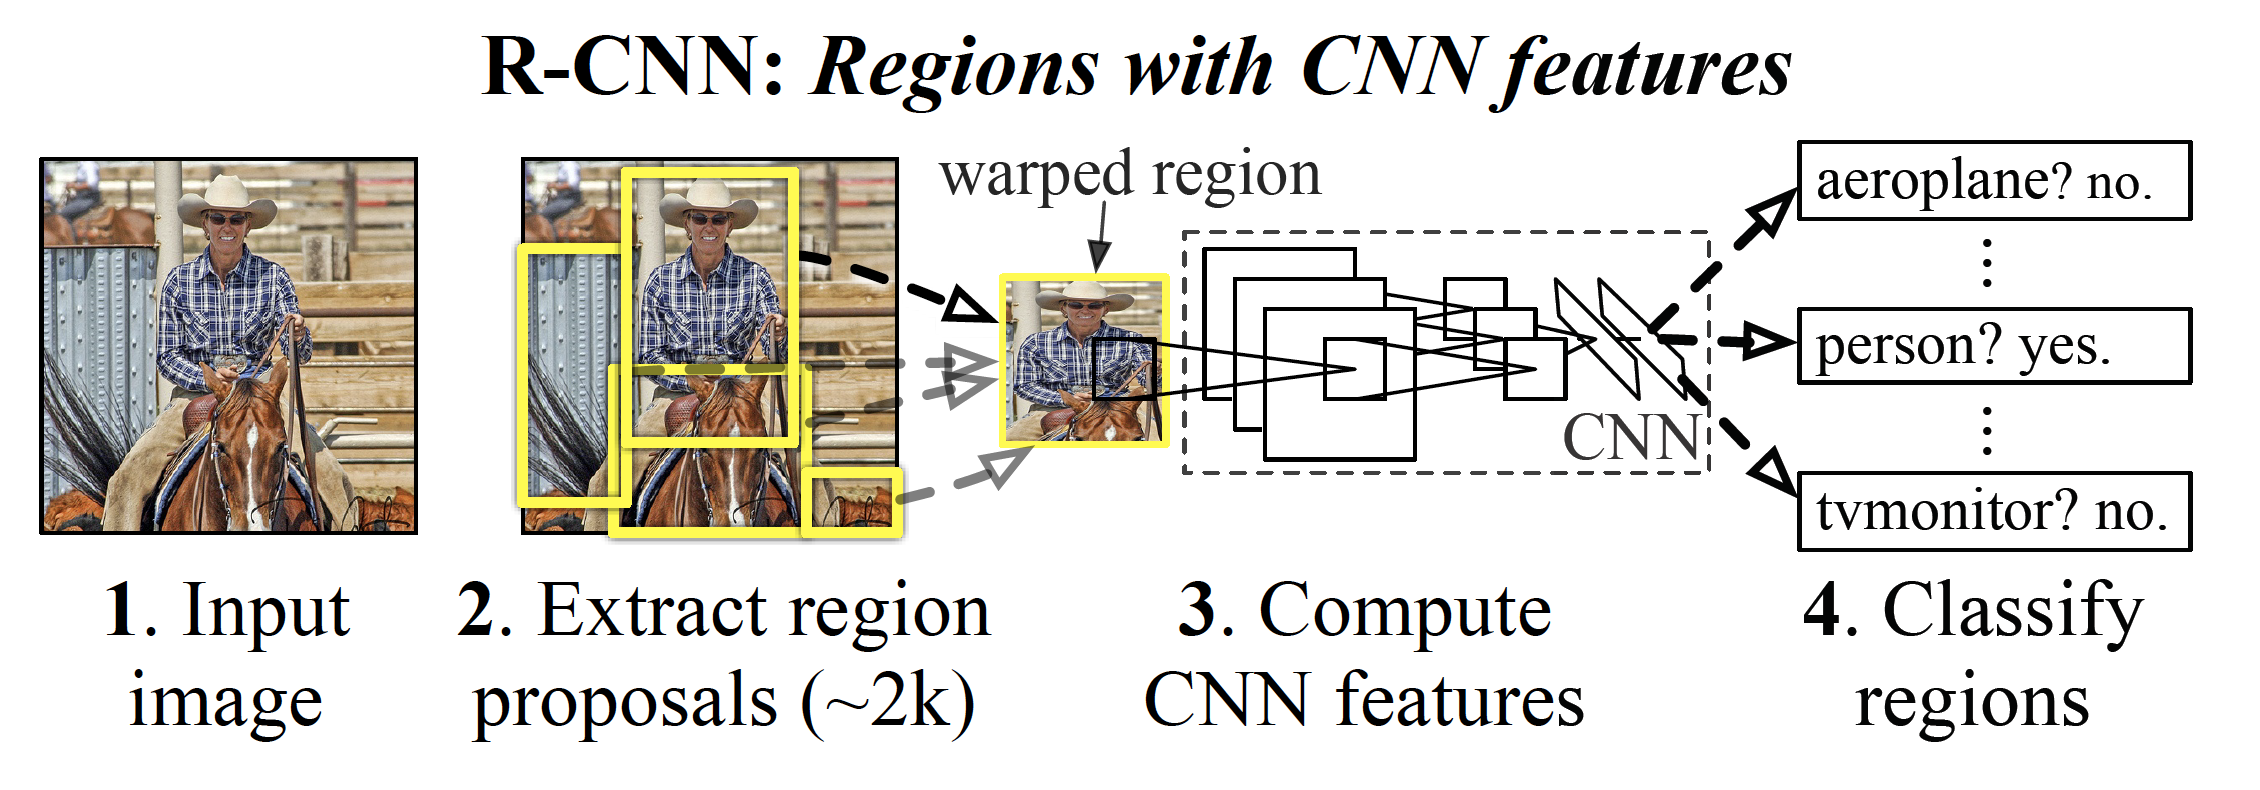 R-CNN: Regions with CNN features
warped region
aeroplane? no.
person? yes.
tvmonitor? no.
CNN
1. Input
image
2. Extract region
proposals (~2k)
3. Compute
CNN features
4. Classify
regions